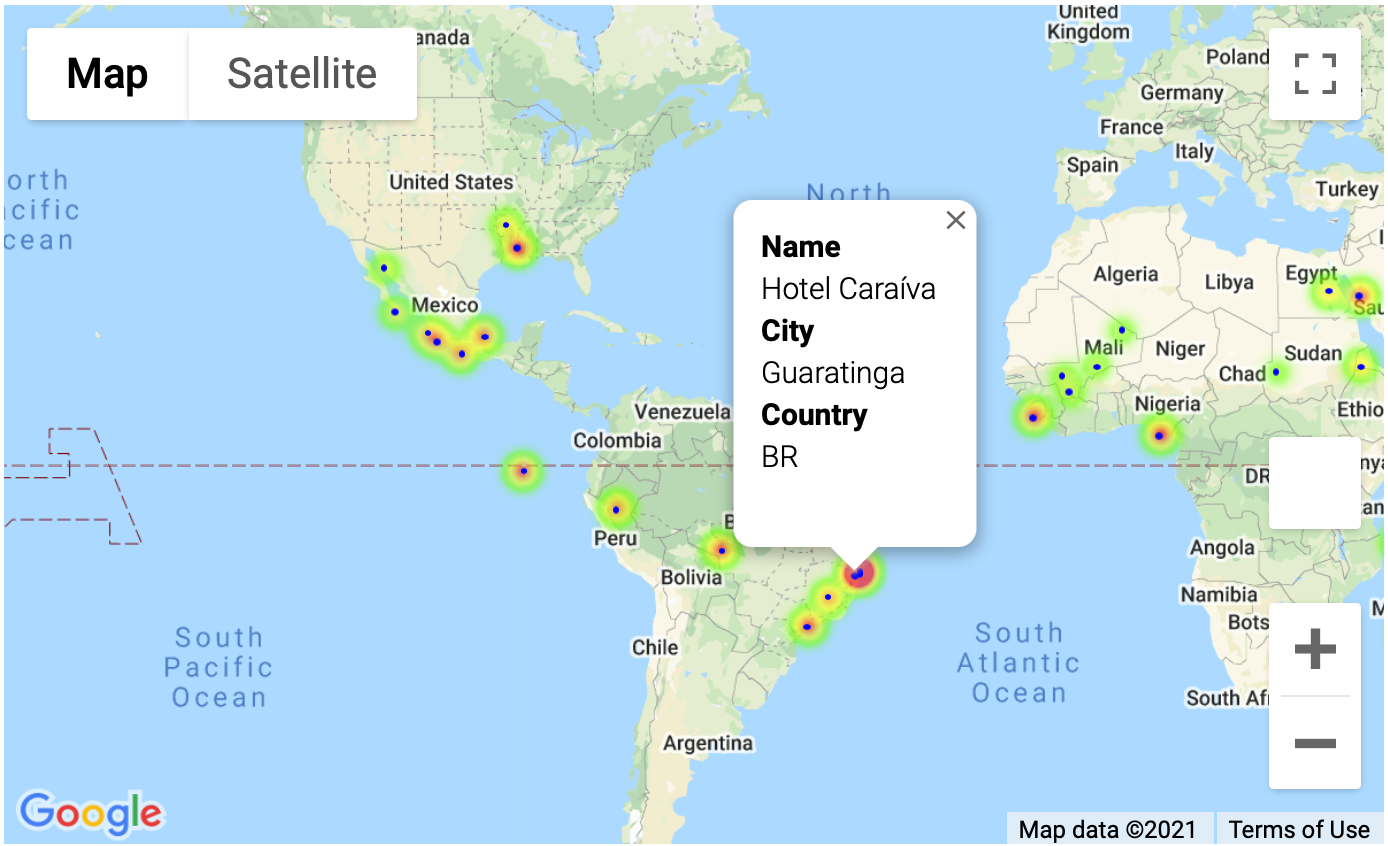 United
Kingdom
anada
Map
Satellite
Poland
Germany
France
Italy
Spain
Turkey
orth
cific
cean
United States
North
Name
Hotel Caraíva
City
Guaratinga
Country
BR
Algeria
Libya
Egypt
Sau
Mexico
Mali
Niger
Sudan
Chad
Nigeria
Ethio
Venezuela
Colombia
DR
nya
an
B
Peru
Bolivia
Angola
Namibia
Bots
M
South
Pacific
Ocean
Chile
South
Atlantic
Ocean
South Afr
Argentina
Google
Map data ©2021
Terms of Use